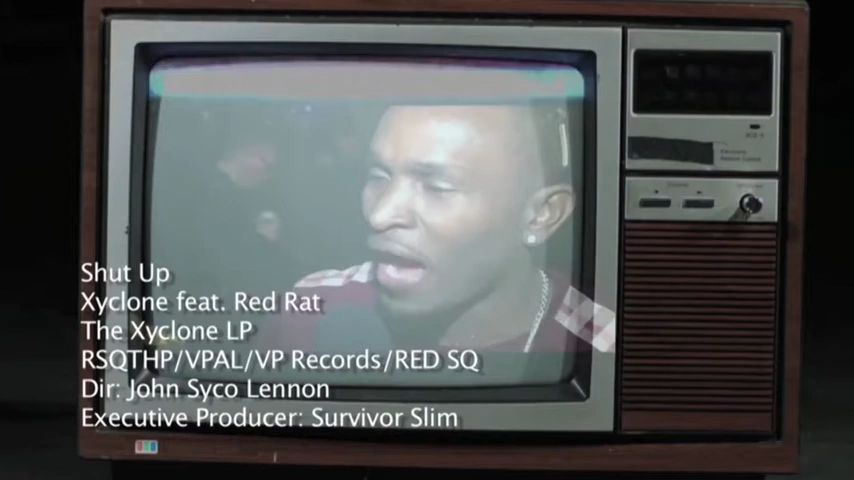 Shut Up
Xyclone feat. Red Rat
The Xyclone LP
RSQTHP/VPAL/VP Records/RED SQ
Dir: John Syco Lennon
Executive Producer: Survivor Slim